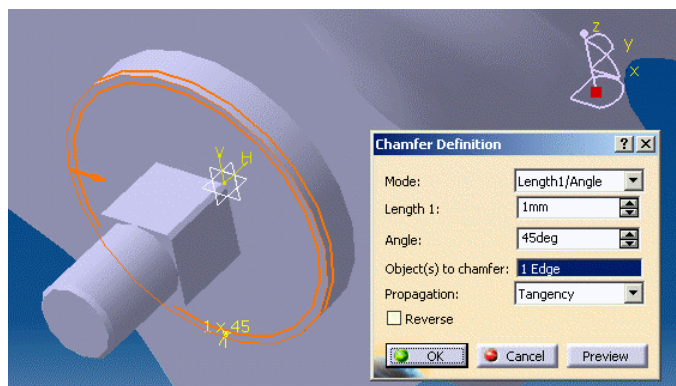 z
y
x
V
H
1 x 45
Chamfer Definition
? X
Mode: Length1/Angle
Length 1: 1mm
Angle: 45deg
Object(s) to chamfer: 1 Edge
Propagation: Tangency
Reverse
OK Cancel Preview